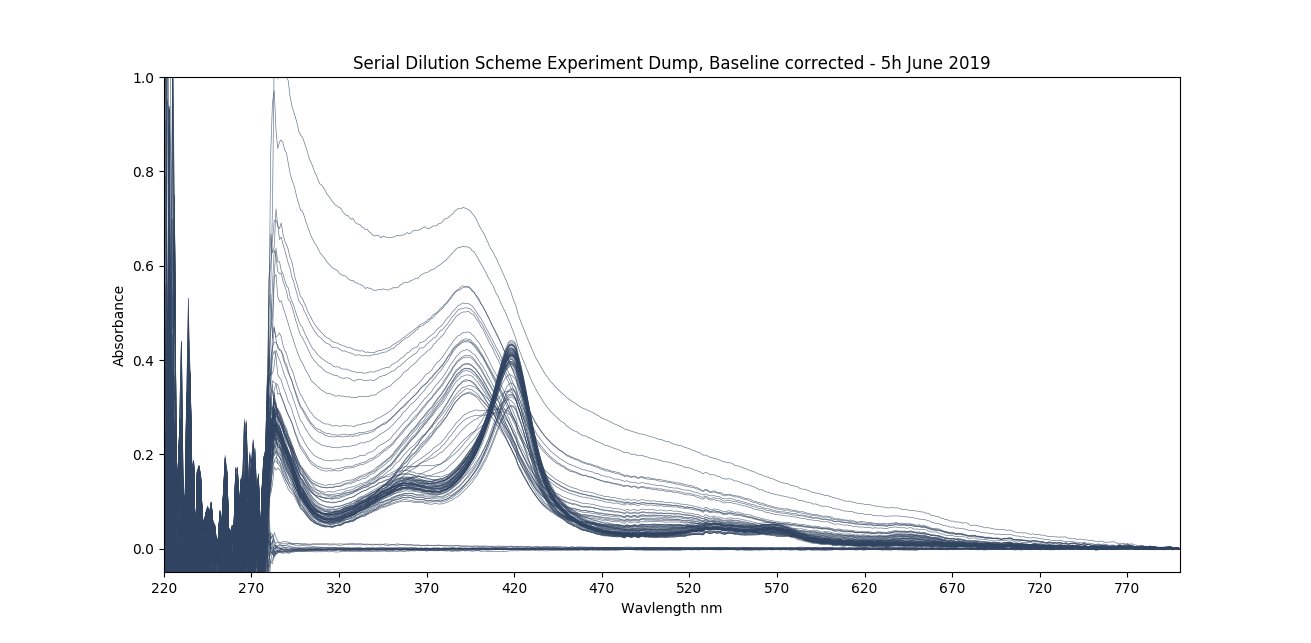 Serial Dilution Scheme Experiment Dump, Baseline corrected - 5h June 2019
1.0
0.8
0.6
0.4
0.2
0.0
Absorbance
220 270 320 370 420 470 520 570 620 670 720 770
Wavlength nm